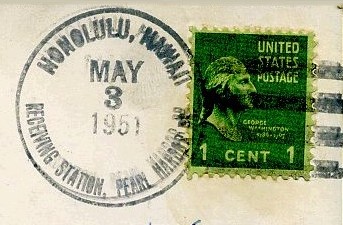 HONOLULU, HAWAII
MAY
3
1951
RECEIVING STATION, PEARL HARBOR
UNITED
STATES
POSTAGE
GEORGE
WASHINGTON
1 CENT 1